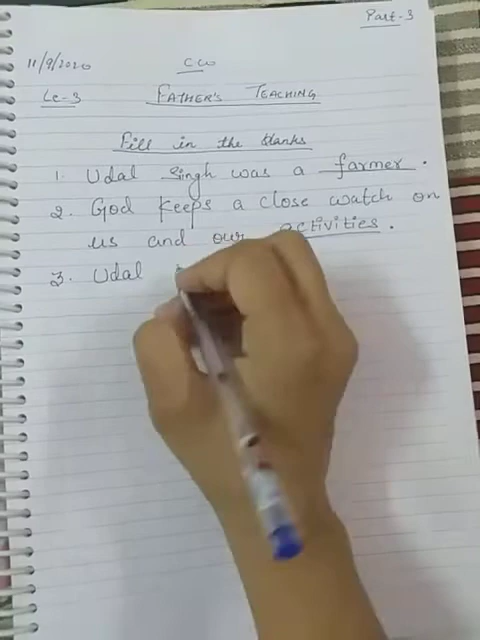 Part-3
11/9/2020 CW
Le-3 FATHER'S TEACHING
Fill in the blanks
1. Udal Singh was a farmer.
2. God keeps a close watch on
us and our activities.
3. Udal